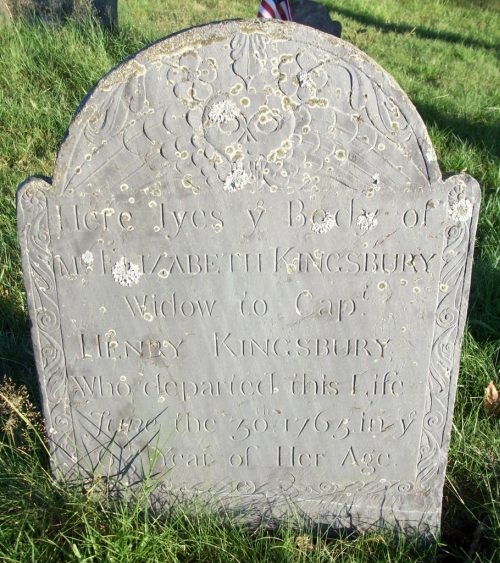 Here lyes yͤ Body of
Mrs Elizabeth Kingsbury
Widow to Capt.
Henry Kingsbury
Who departed this Life
June the 30th 1765 in y
Year of Her Age